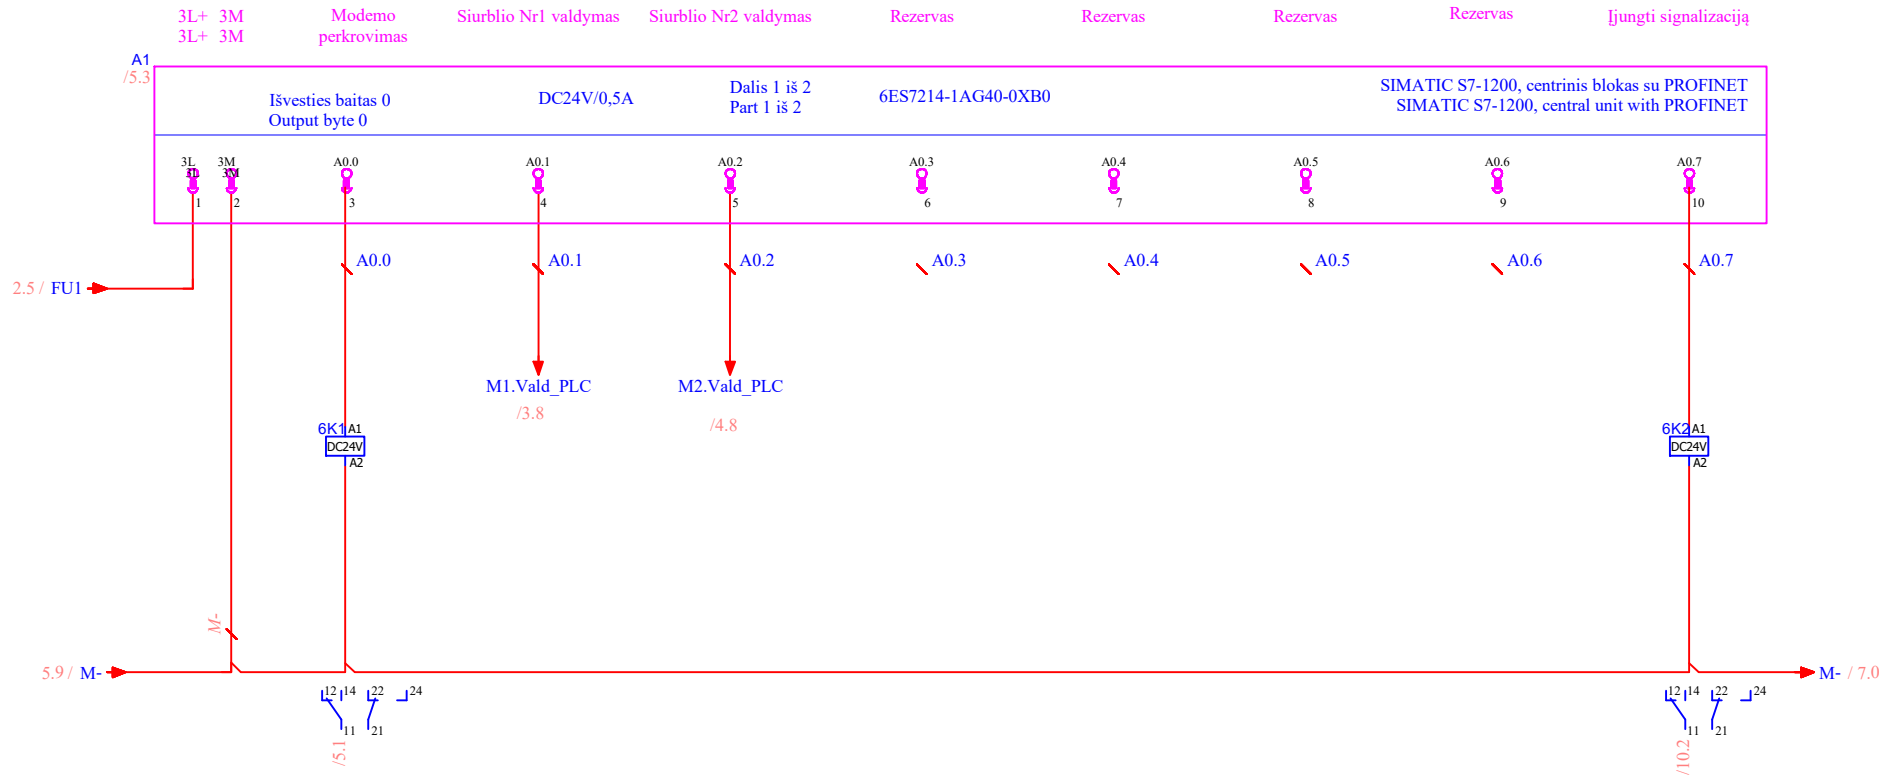 3L+ 3M
3L+ 3M
Modemo
perkrovimas
Siurblio Nr1 valdymas
Siurblio Nr2 valdymas
Rezervas
Rezervas
Rezervas
Rezervas
Įjungti signalizaciją
A1
/5.3
Išvesties baitas 0
Output byte 0
DC24V/0,5A
Dalis 1 iš 2
Part 1 iš 2
6ES7214-1AG40-0XB0
SIMATIC S7-1200, centrinis blokas su PROFINET
SIMATIC S7-1200, central unit with PROFINET
3L 3M A0.0 A0.1 A0.2 A0.3 A0.4 A0.5 A0.6 A0.7
3L 3M
1 2 3 4 5 6 7 8 9 10
A0.0 A0.1 A0.2 A0.3 A0.4 A0.5 A0.6 A0.7
2.5 / FU1
M1.Vald_PLC
/3.8
M2.Vald_PLC
/4.8
6K1 A1
DC24V
A2
6K2 A1
DC24V
A2
M-
5.9 / M-
M- / 7.0
12 14 22 24
11 21
/5.1
12 14 22 24
11 21
/10.2